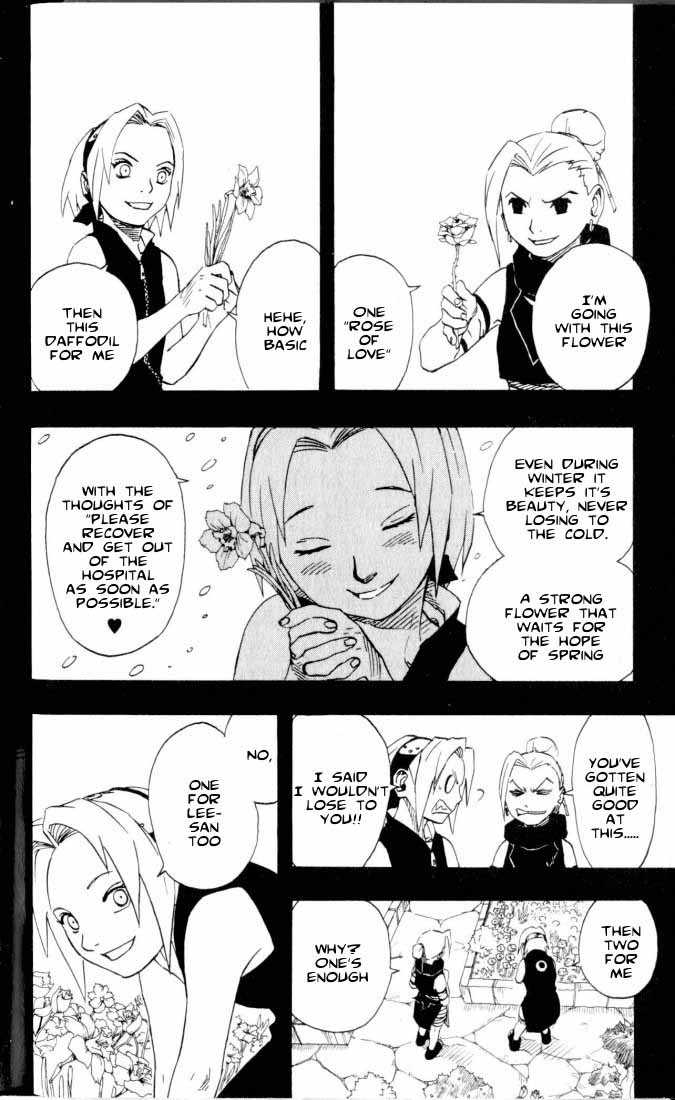 I'M
GOING
WITH THIS
FLOWER
ONE
"ROSE
OF
LOVE"
HEHE,
HOW
BASIC
THEN
THIS
DAFFODIL
FOR ME
EVEN DURING
WINTER IT
KEEPS IT'S
BEAUTY, NEVER
LOSING TO
THE COLD.
A STRONG
FLOWER THAT
WAITS FOR
THE HOPE
OF SPRING
WITH THE
THOUGHTS OF
"PLEASE
RECOVER
AND GET OUT
OF THE
HOSPITAL
AS SOON AS
POSSIBLE."
♥
YOU'VE
GOTTEN
QUITE
GOOD
AT
THIS.....
?
I SAID
I WOULDN'T
LOSE TO
YOU!!
THEN
TWO
FOR
ME
WHY?
ONE'S
ENOUGH
NO,
ONE
FOR
LEE-
SAN
TOO